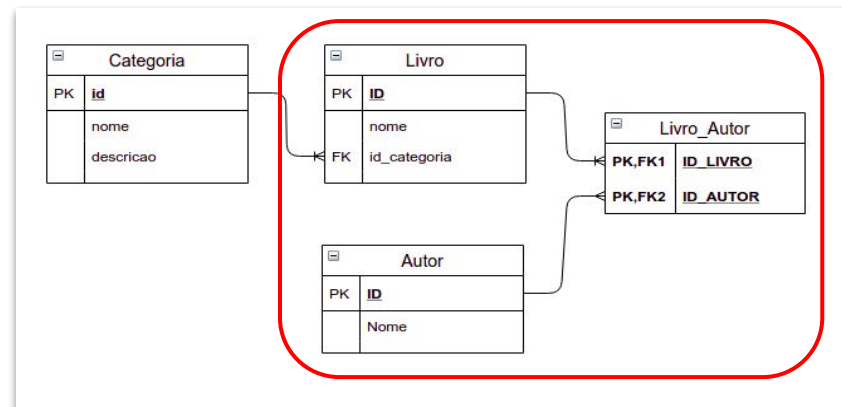 Categoria
PK id
nome
descricao
Livro
PK ID
nome
FK id_categoria
Livro_Autor
PK,FK1 ID_LIVRO
PK,FK2 ID_AUTOR
Autor
PK ID
Nome